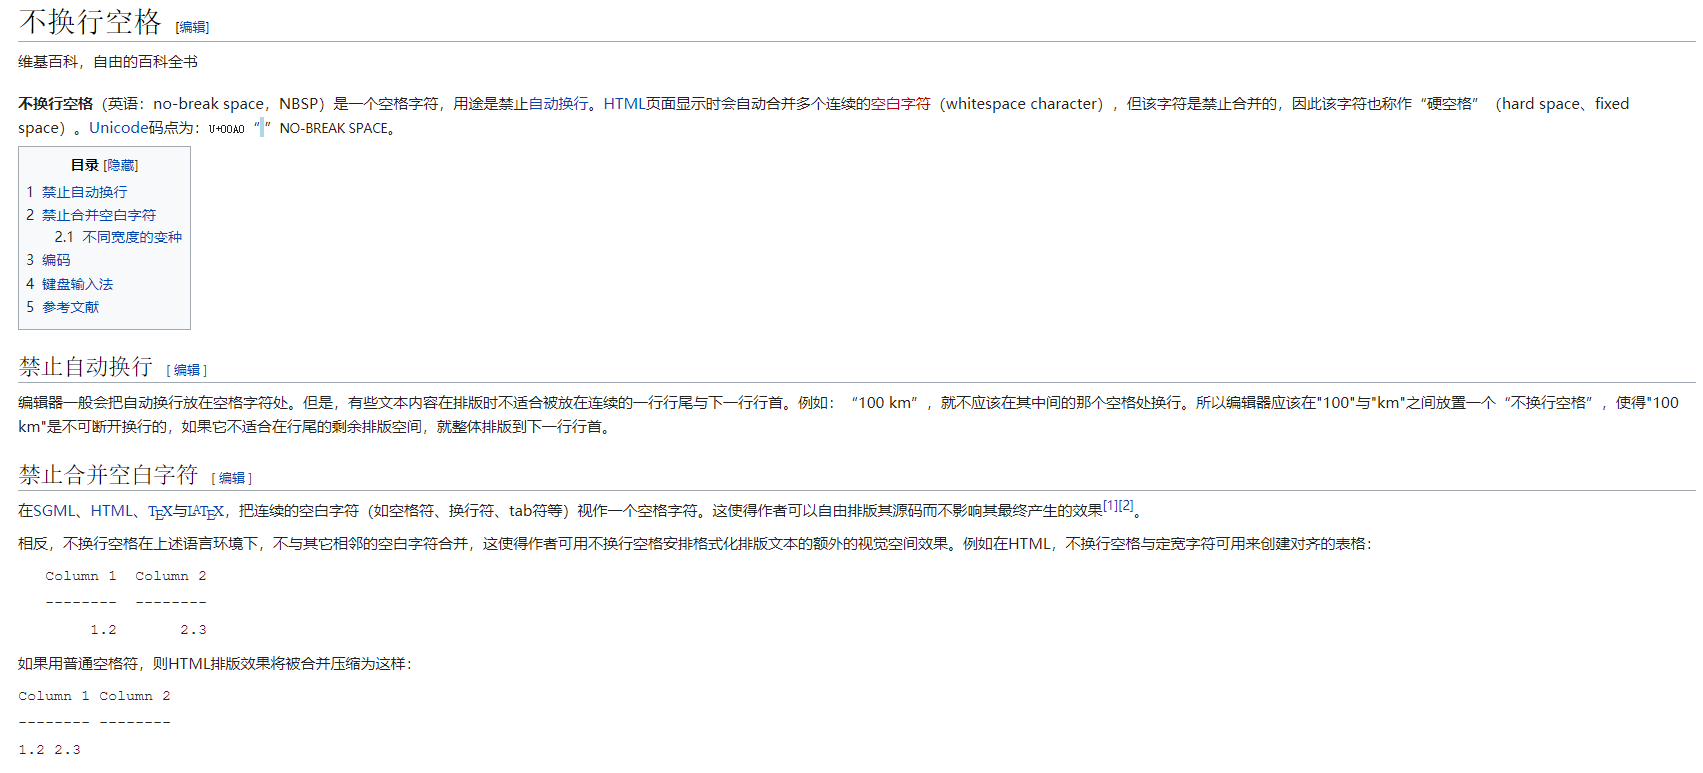 不换行空格 [编辑]
维基百科，自由的百科全书
不换行空格（英语：no-break space，NBSP）是一个空格字符，用途是禁止自动换行。HTML页面显示时会自动合并多个连续的空白字符（whitespace character），但该字符是禁止合并的，因此该字符也称作“硬空格”（hard space、fixed
space）。Unicode码点为：U+00A0 “ ” NO-BREAK SPACE。
目录 [隐藏]
1 禁止自动换行
2 禁止合并空白字符
2.1 不同宽度的变种
3 编码
4 键盘输入法
5 参考文献
禁止自动换行 [ 编辑 ]
编辑器一般会把自动换行放在空格字符处。但是，有些文本内容在排版时不适合被放在连续的一行行尾与下一行行首。例如：“100 km”，就不应该在其中间的那个空格处换行。所以编辑器应该在"100"与"km"之间放置一个“不换行空格”，使得"100
km"是不可断开换行的，如果它不适合在行尾的剩余排版空间，就整体排版到下一行行首。
禁止合并空白字符 [ 编辑 ]
在SGML、HTML、TEX与LATEX，把连续的空白字符（如空格符、换行符、tab符等）视作一个空格字符。这使得作者可以自由排版其源码而不影响其最终产生的效果[1][2]。
相反，不换行空格在上述语言环境下，不与其它相邻的空白字符合并，这使得作者可用不换行空格安排格式化排版文本的额外的视觉空间效果。例如在HTML，不换行空格与定宽字符可用来创建对齐的表格：
Column 1  Column 2
--------  --------
1.2       2.3
如果用普通空格符，则HTML排版效果将被合并压缩为这样：
Column 1 Column 2
-------- --------
1.2 2.3